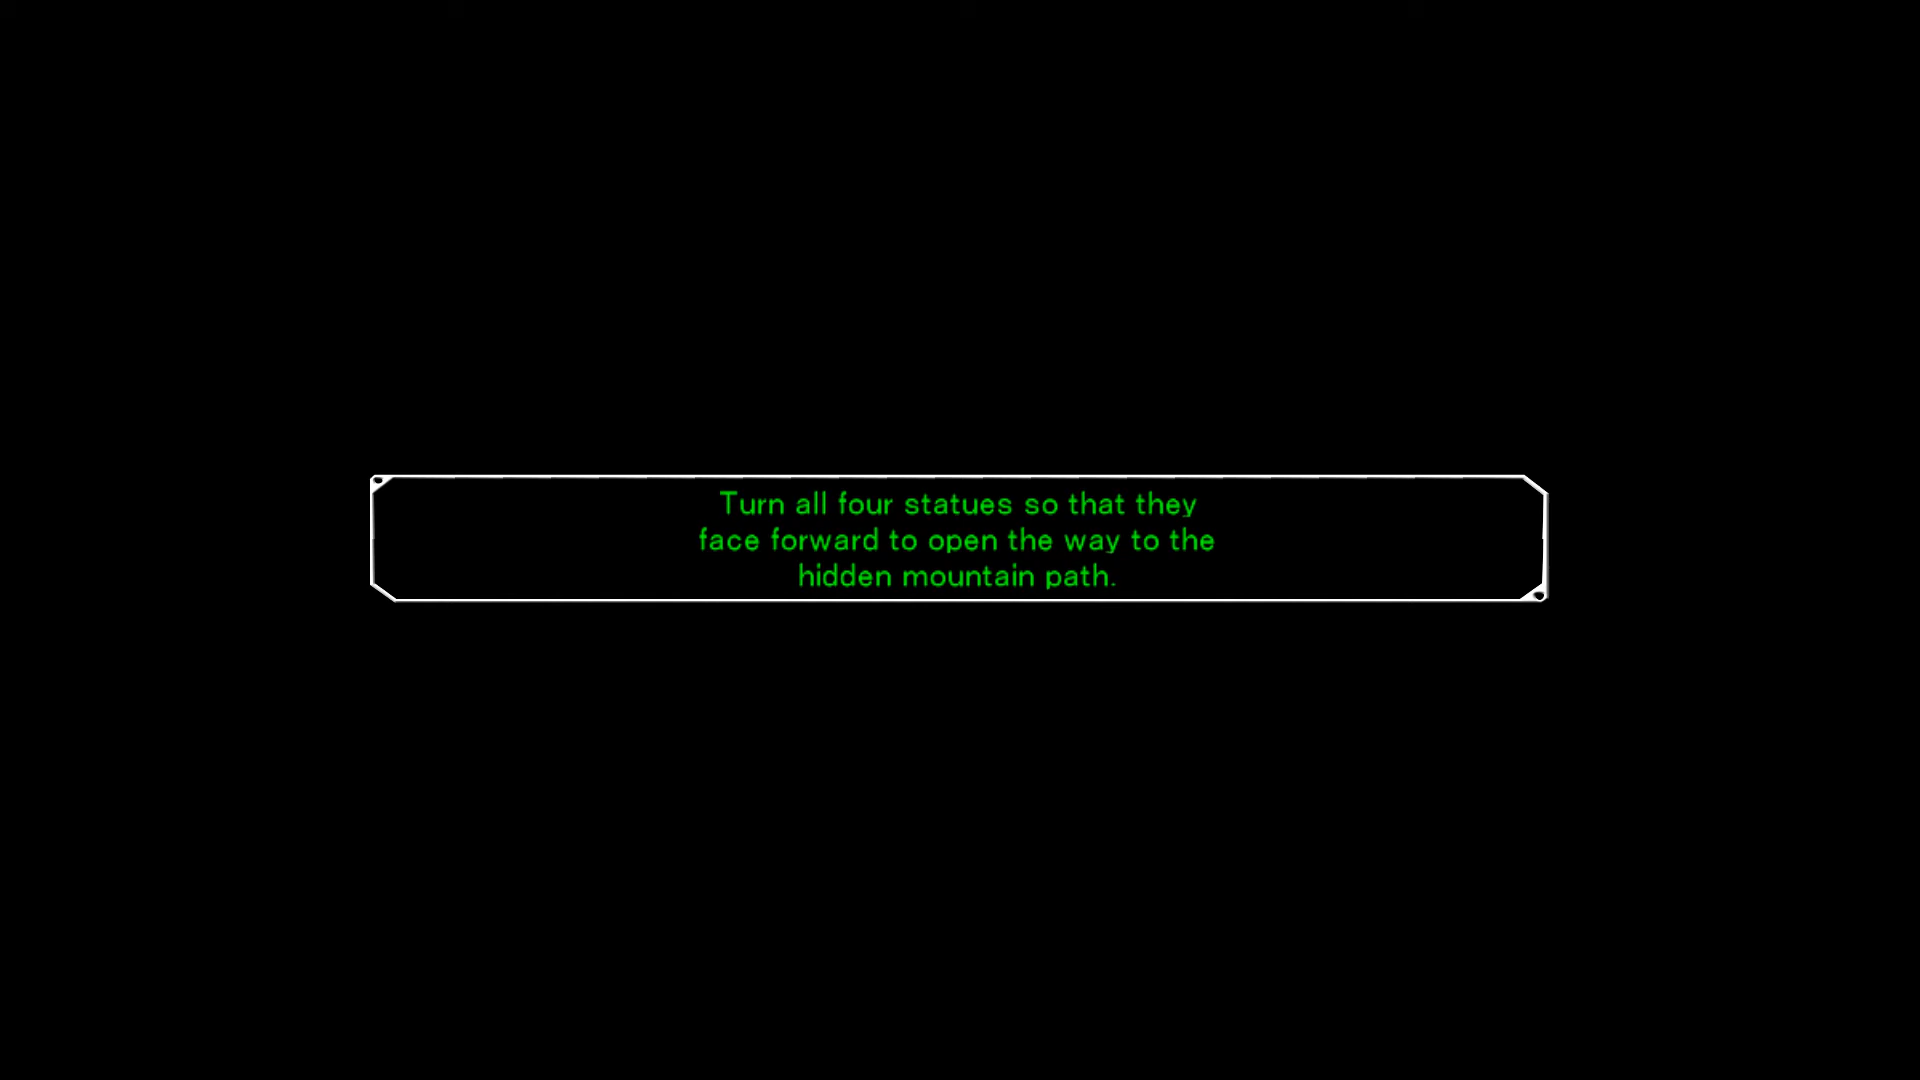 Turn all four statues so that they
face forward to open the way to the
hidden mountain path.